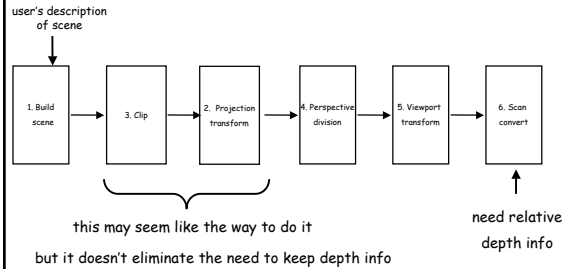 user's description
of scene
1. Build
scene
3. Clip
2. Projection
transform
4. Perspective
division
5. Viewport
transform
6. Scan
convert
this may seem like the way to do it
but it doesn't eliminate the need to keep depth info
need relative
depth info